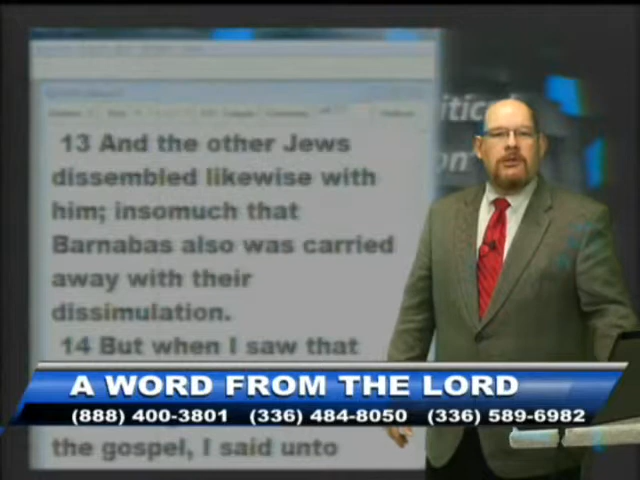 13 And the other Jews
dissembled likewise with
him; insomuch that
Barnabas also was carried
away with their
dissimulation.
14 But when I saw that
A WORD FROM THE LORD
(888) 400-3801 (336) 484-8050 (336) 589-6982
the gospel, I said unto